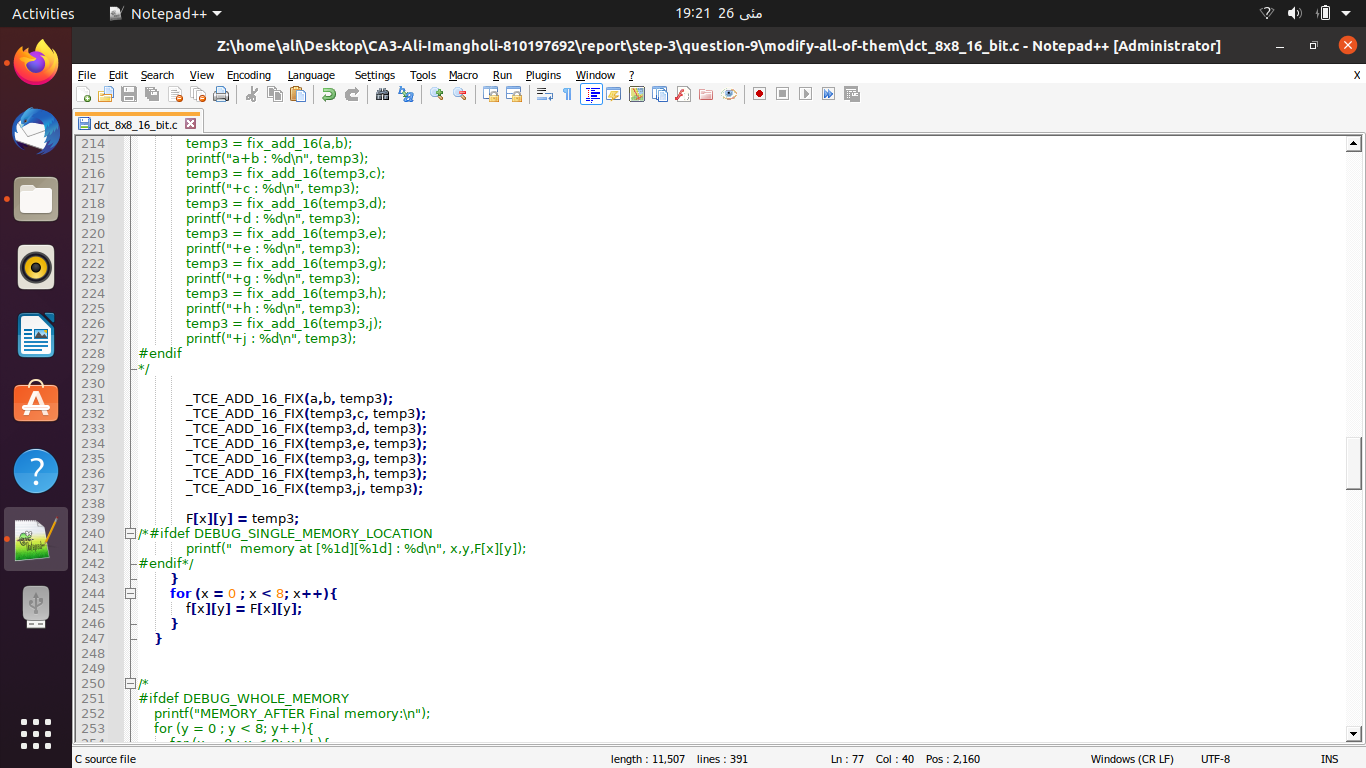 Activities Notepad++ 19:21 26 مئی
Z:\home\ali\Desktop\CA3-Ali-Imangholi-810197692\report\step-3\question-9\modify-all-of-them\dct_8x8_16_bit.c - Notepad++ [Administrator]
File Edit Search View Encoding Language Settings Tools Macro Run Plugins Window ? X
dct_8x8_16_bit.c
214 temp3 = fix_add_16(a,b);
215 printf("a+b : %d\n", temp3);
216 temp3 = fix_add_16(temp3,c);
217 printf("+c : %d\n", temp3);
218 temp3 = fix_add_16(temp3,d);
219 printf("+d : %d\n", temp3);
220 temp3 = fix_add_16(temp3,e);
221 printf("+e : %d\n", temp3);
222 temp3 = fix_add_16(temp3,g);
223 printf("+g : %d\n", temp3);
224 temp3 = fix_add_16(temp3,h);
225 printf("+h : %d\n", temp3);
226 temp3 = fix_add_16(temp3,j);
227 printf("+j : %d\n", temp3);
228 #endif
229 */
230
231 _TCE_ADD_16_FIX(a,b, temp3);
232 _TCE_ADD_16_FIX(temp3,c, temp3);
233 _TCE_ADD_16_FIX(temp3,d, temp3);
234 _TCE_ADD_16_FIX(temp3,e, temp3);
235 _TCE_ADD_16_FIX(temp3,g, temp3);
236 _TCE_ADD_16_FIX(temp3,h, temp3);
237 _TCE_ADD_16_FIX(temp3,j, temp3);
238
239 F[x][y] = temp3;
240 /*#ifdef DEBUG_SINGLE_MEMORY_LOCATION
241 printf("  memory at [%1d][%1d] : %d\n", x,y,F[x][y]);
242 #endif*/
243 }
244 for (x = 0 ; x < 8; x++){
245 f[x][y] = F[x][y];
246 }
247 }
248
249
250 /*
251 #ifdef DEBUG_WHOLE_MEMORY
252 printf("MEMORY_AFTER Final memory:\n");
253 for (y = 0 ; y < 8; y++){
C source file length : 11,507 lines : 391 Ln : 77 Col : 40 Pos : 2,160 Windows (CR LF) UTF-8 INS